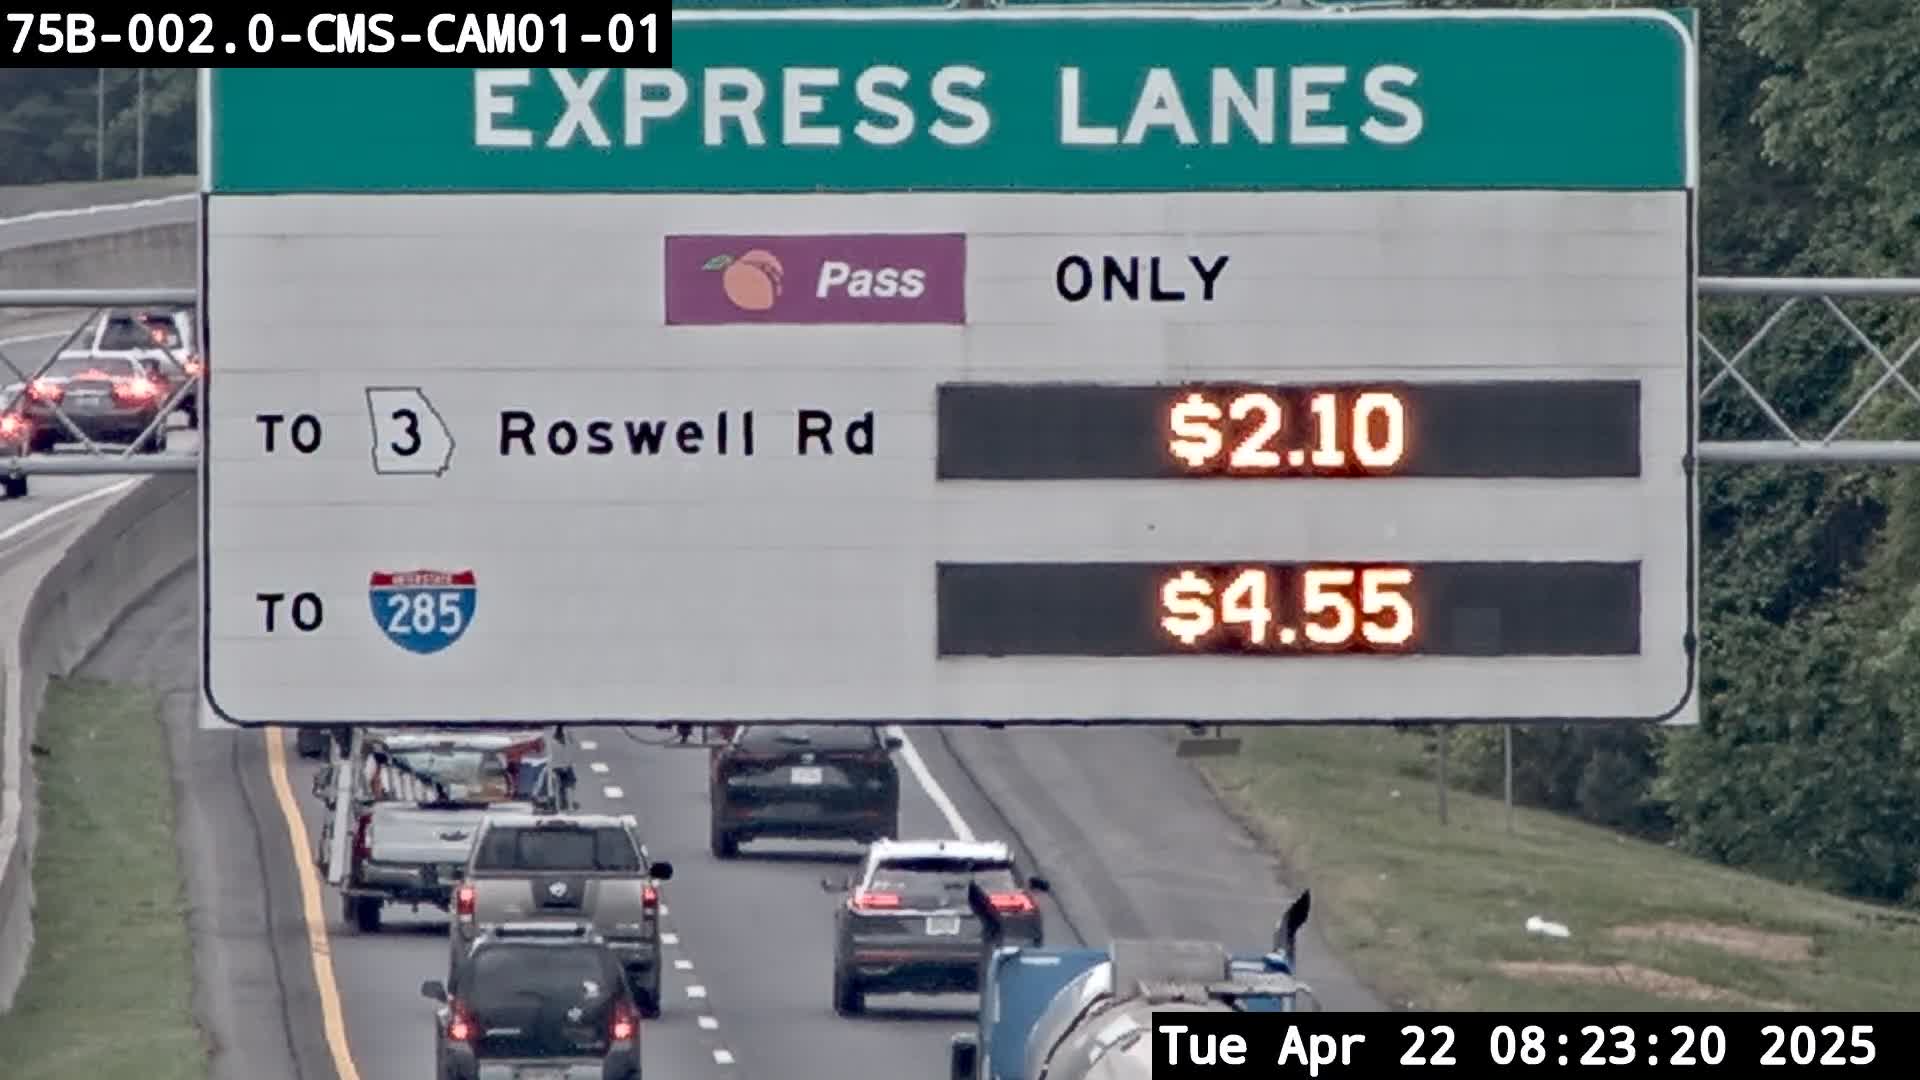 75B-002.0-CMS-CAM01-01
EXPRESS LANES
Pass ONLY
TO 3 Roswell Rd $2.10
INTERSTATE
TO 285 $4.55
Tue Apr 22 08:23:20 2025